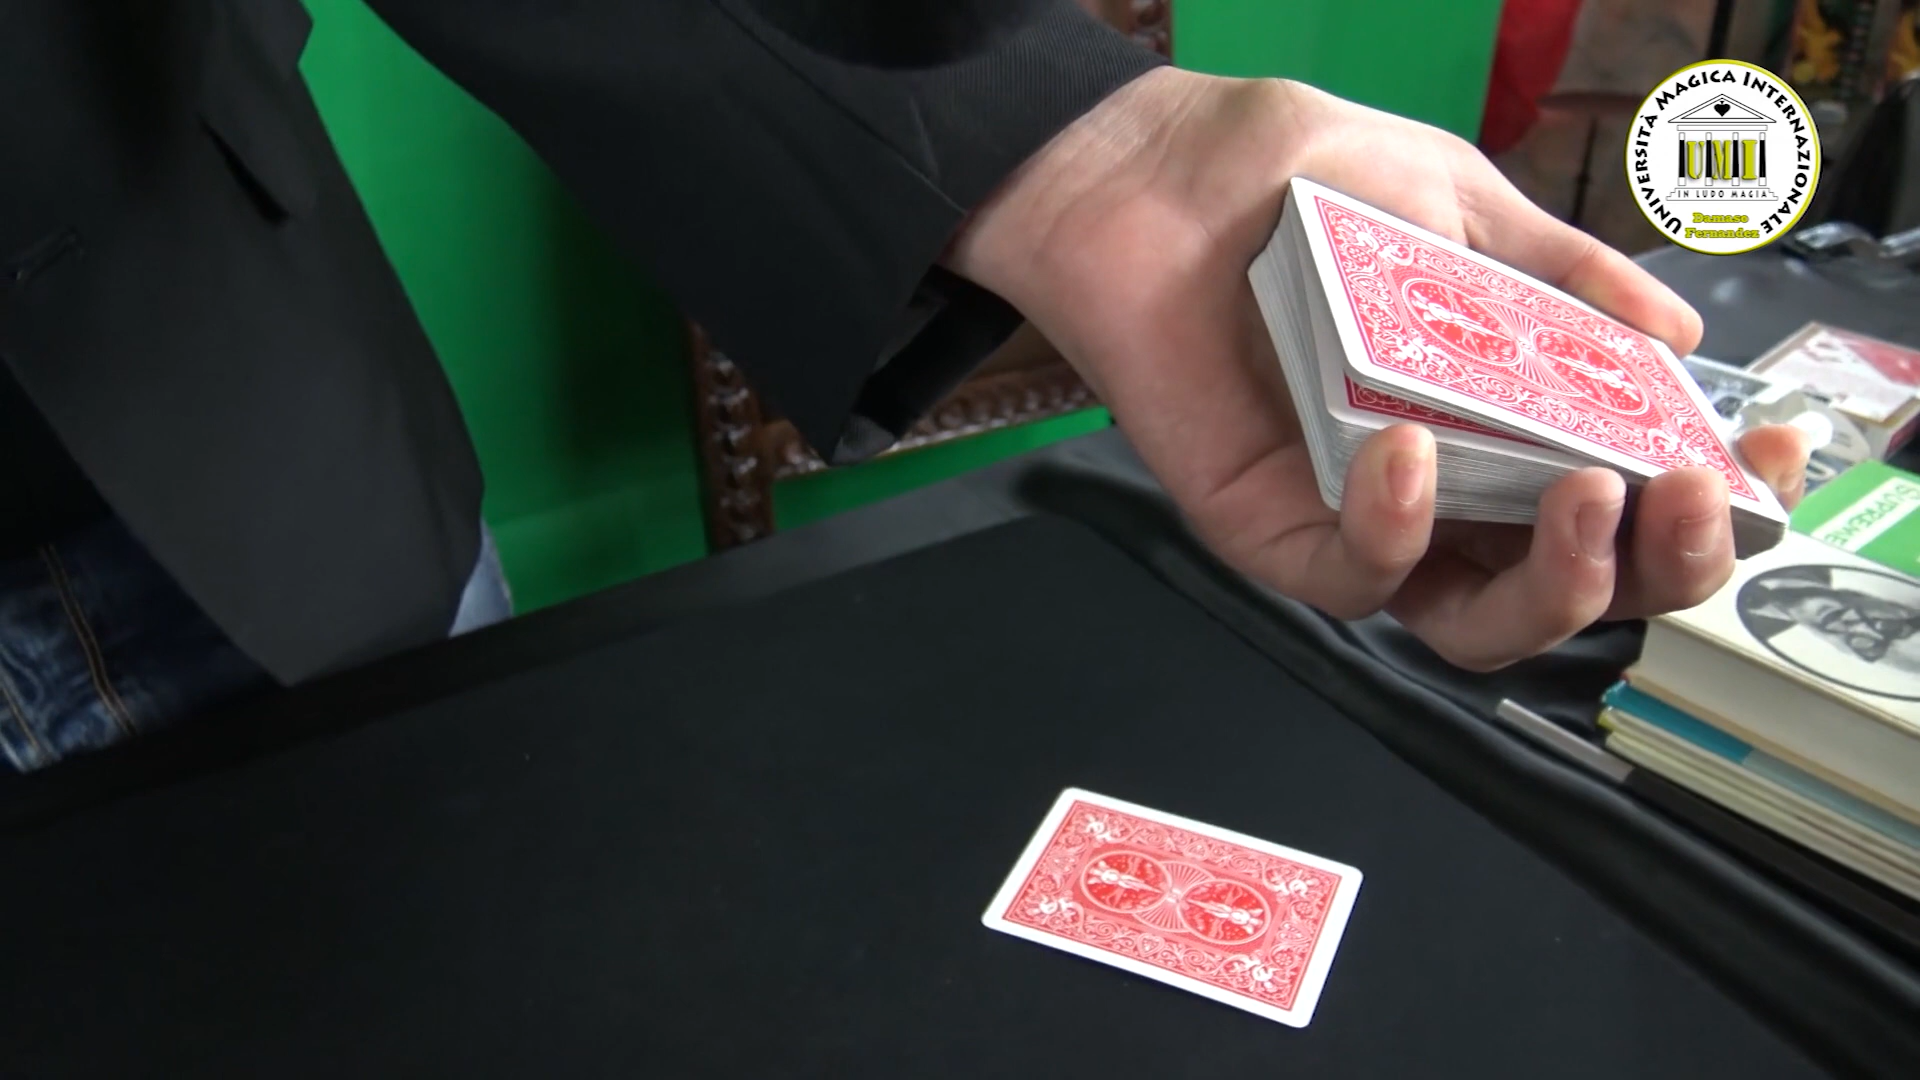 UNIVERSITÀ MAGICA INTERNAZIONALE
UMI
IN LUDO MAGIA
Damaso
Fernandez
SUPREME